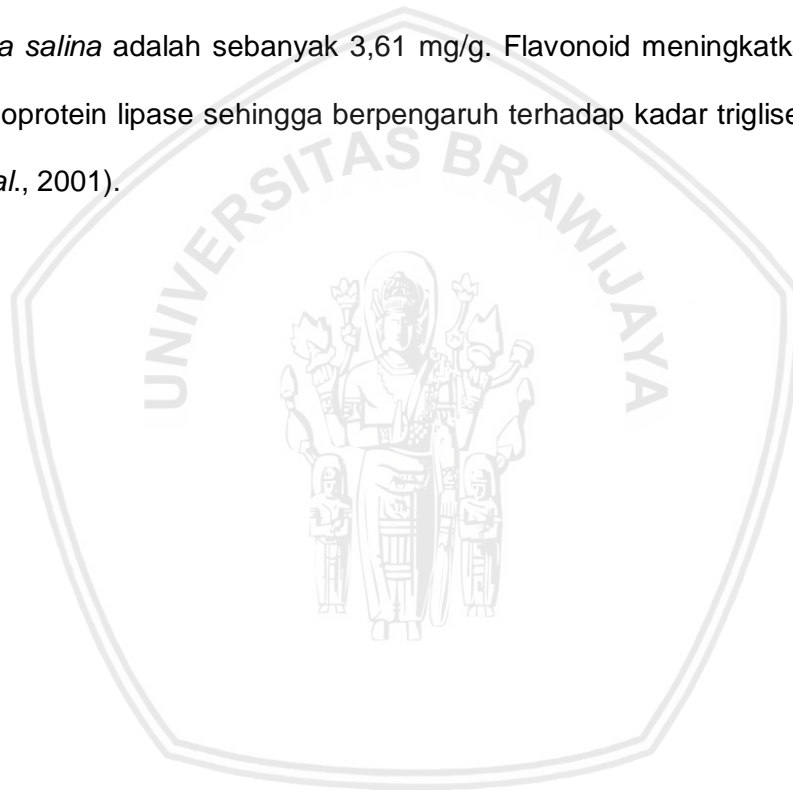 a salina adalah sebanyak 3,61 mg/g. Flavonoid meningkatk
oprotein lipase sehingga berpengaruh terhadap kadar triglise
al., 2001).
UNIVERSITAS BRAWIJAYA